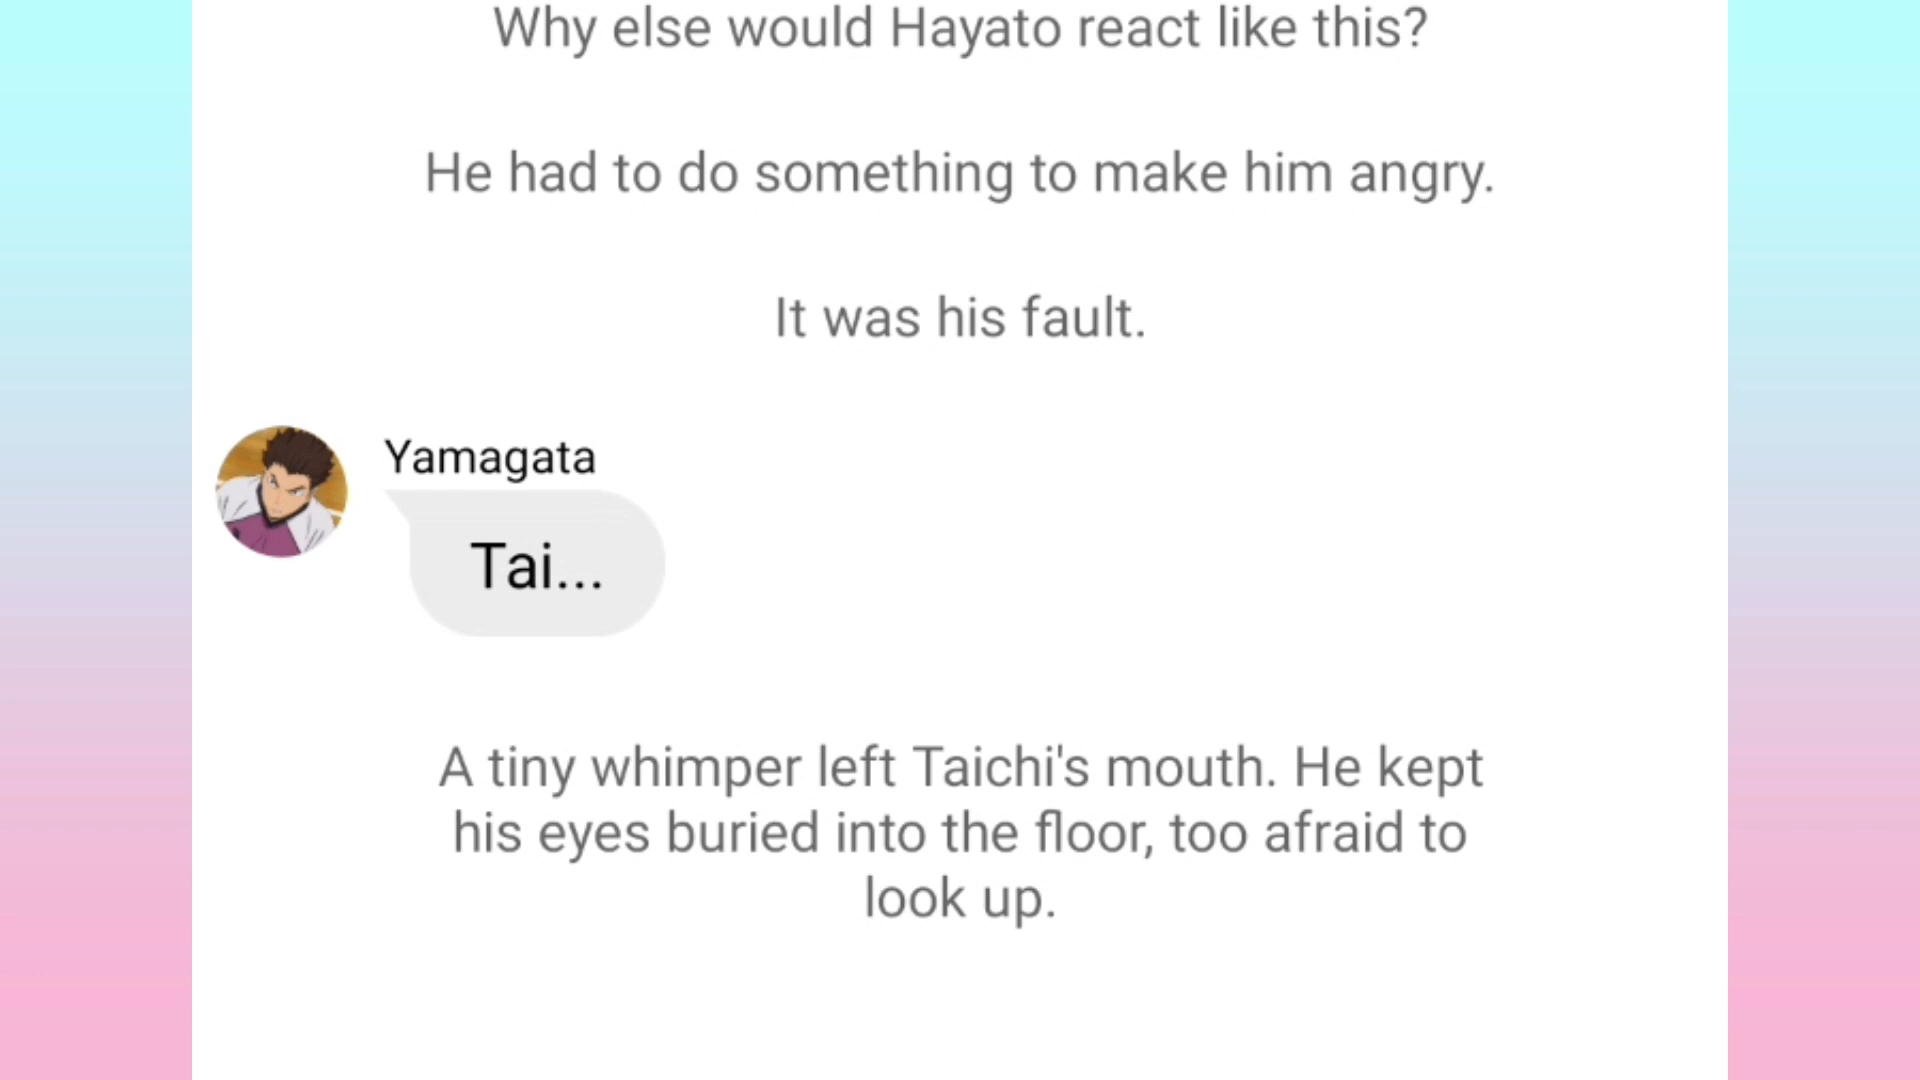 Why else would Hayato react like this?
He had to do something to make him angry.
It was his fault.
Yamagata
Tai...
A tiny whimper left Taichi's mouth. He kept
his eyes buried into the floor, too afraid to
look up.